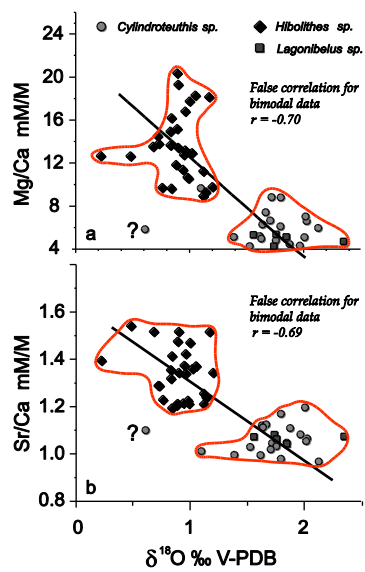 Cylindroteuthis sp.
Hibolithes sp.
Lagonibelus sp.
20
16
12
8
4
Mg/Ca mM/M
False correlation for
bimodal data
r = -0.70
?
a
1.6
1.4
1.2
1.0
0.8
Sr/Ca mM/M
False correlation for
bimodal data
r = -0.69
?
b
0
1
2
δ18O ‰ V-PDB